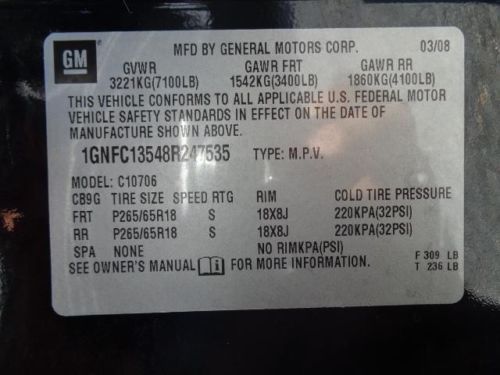 GM
MFD BY GENERAL MOTORS CORP. 03/08
GVWR GAWR FRT GAWR RR
3221KG(7100LB) 1542KG(3400LB) 1860KG(4100LB)
THIS VEHICLE CONFORMS TO ALL APPLICABLE U.S. FEDERAL MOTOR
VEHICLE SAFETY STANDARDS IN EFFECT ON THE DATE OF
MANUFACTURE SHOWN ABOVE.
1GNFC13548R247535 TYPE: M.P.V.
MODEL: C10706
CB9G TIRE SIZE SPEED RTG RIM COLD TIRE PRESSURE
FRT P265/65R18 S 18X8J 220KPA(32PSI)
RR P265/65R18 S 18X8J 220KPA(32PSI)
SPA NONE NO RIMKPA(PSI)
SEE OWNER'S MANUAL FOR MORE INFORMATION.
F 309 LB
T 236 LB